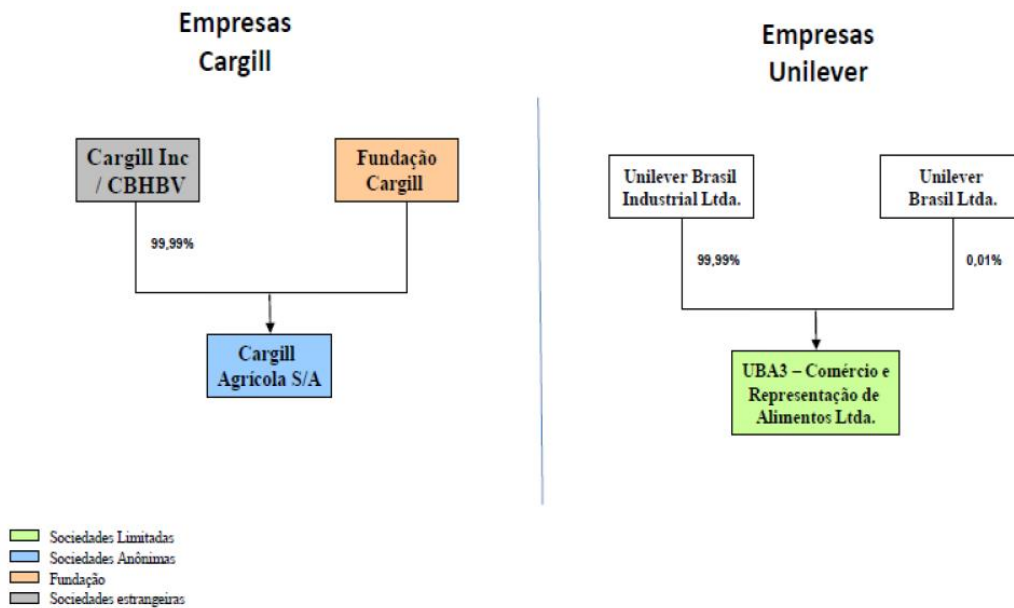 Empresas
Cargill
Cargill Inc
/ CBHBV
Fundação
Cargill
99,99%
Cargill
Agrícola S/A
Empresas
Unilever
Unilever Brasil
Industrial Ltda.
Unilever
Brasil Ltda.
99,99%
0,01%
UBA3 – Comércio e
Representação de
Alimentos Ltda.
Sociedades Limitadas
Sociedades Anônimas
Fundação
Sociedades estrangeiras